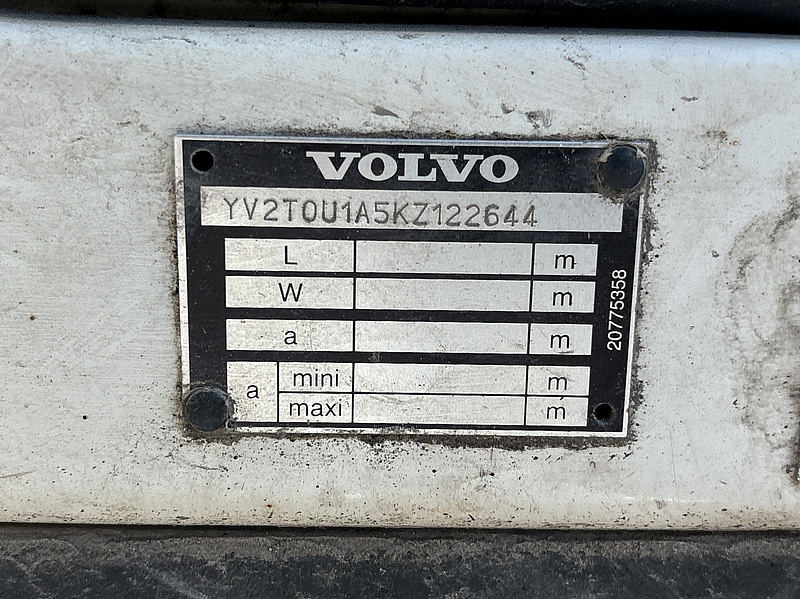 VOLVO
YV2T0U1A5KZ122644
L m
W m
a m
a mini m
maxi m
20775358